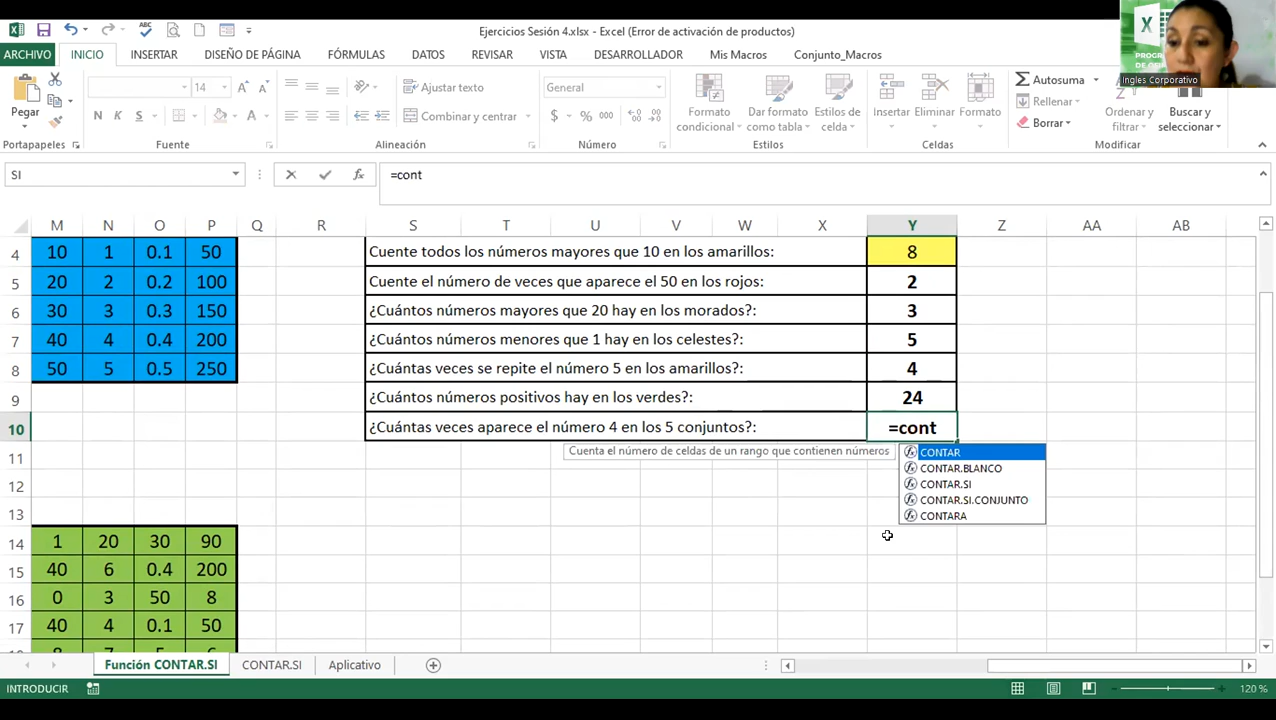 Ejercicios Sesión 4.xlsx - Excel (Error de activación de productos)
ARCHIVO INICIO INSERTAR DISEÑO DE PÁGINA FÓRMULAS DATOS REVISAR VISTA DESARROLLADOR Mis Macros Conjunto_Macros
Ingles Corporativo
14 Ajustar texto General Autosuma
Pegar N K S Combinar y centrar $ % 000 Formato condicional Dar formato como tabla Estilos de celda Insertar Eliminar Formato Rellenar Borrar Ordenar y filtrar Buscar y seleccionar
Portapapeles Fuente Alineación Número Estilos Celdas Modificar
SI fx =cont
M N O P Q R S T U V W X Y Z AA AB
4 10 1 0.1 50 Cuente todos los números mayores que 10 en los amarillos: 8
5 20 2 0.2 100 Cuente el número de veces que aparece el 50 en los rojos: 2
6 30 3 0.3 150 ¿Cuántos números mayores que 20 hay en los morados?: 3
7 40 4 0.4 200 ¿Cuántos números menores que 1 hay en los celestes?: 5
8 50 5 0.5 250 ¿Cuántas veces se repite el número 5 en los amarillos?: 4
9 ¿Cuántos números positivos hay en los verdes?: 24
10 ¿Cuántas veces aparece el número 4 en los 5 conjuntos?: =cont
11 Cuenta el número de celdas de un rango que contienen números CONTAR
CONTAR.BLANCO
12 CONTAR.SI
CONTAR.SI.CONJUNTO
13 CONTARA
14 1 20 30 90
15 40 6 0.4 200
16 0 3 50 8
17 40 4 0.1 50
8 7 5 6
Función CONTAR.SI CONTAR.SI Aplicativo
INTRODUCIR 120 %